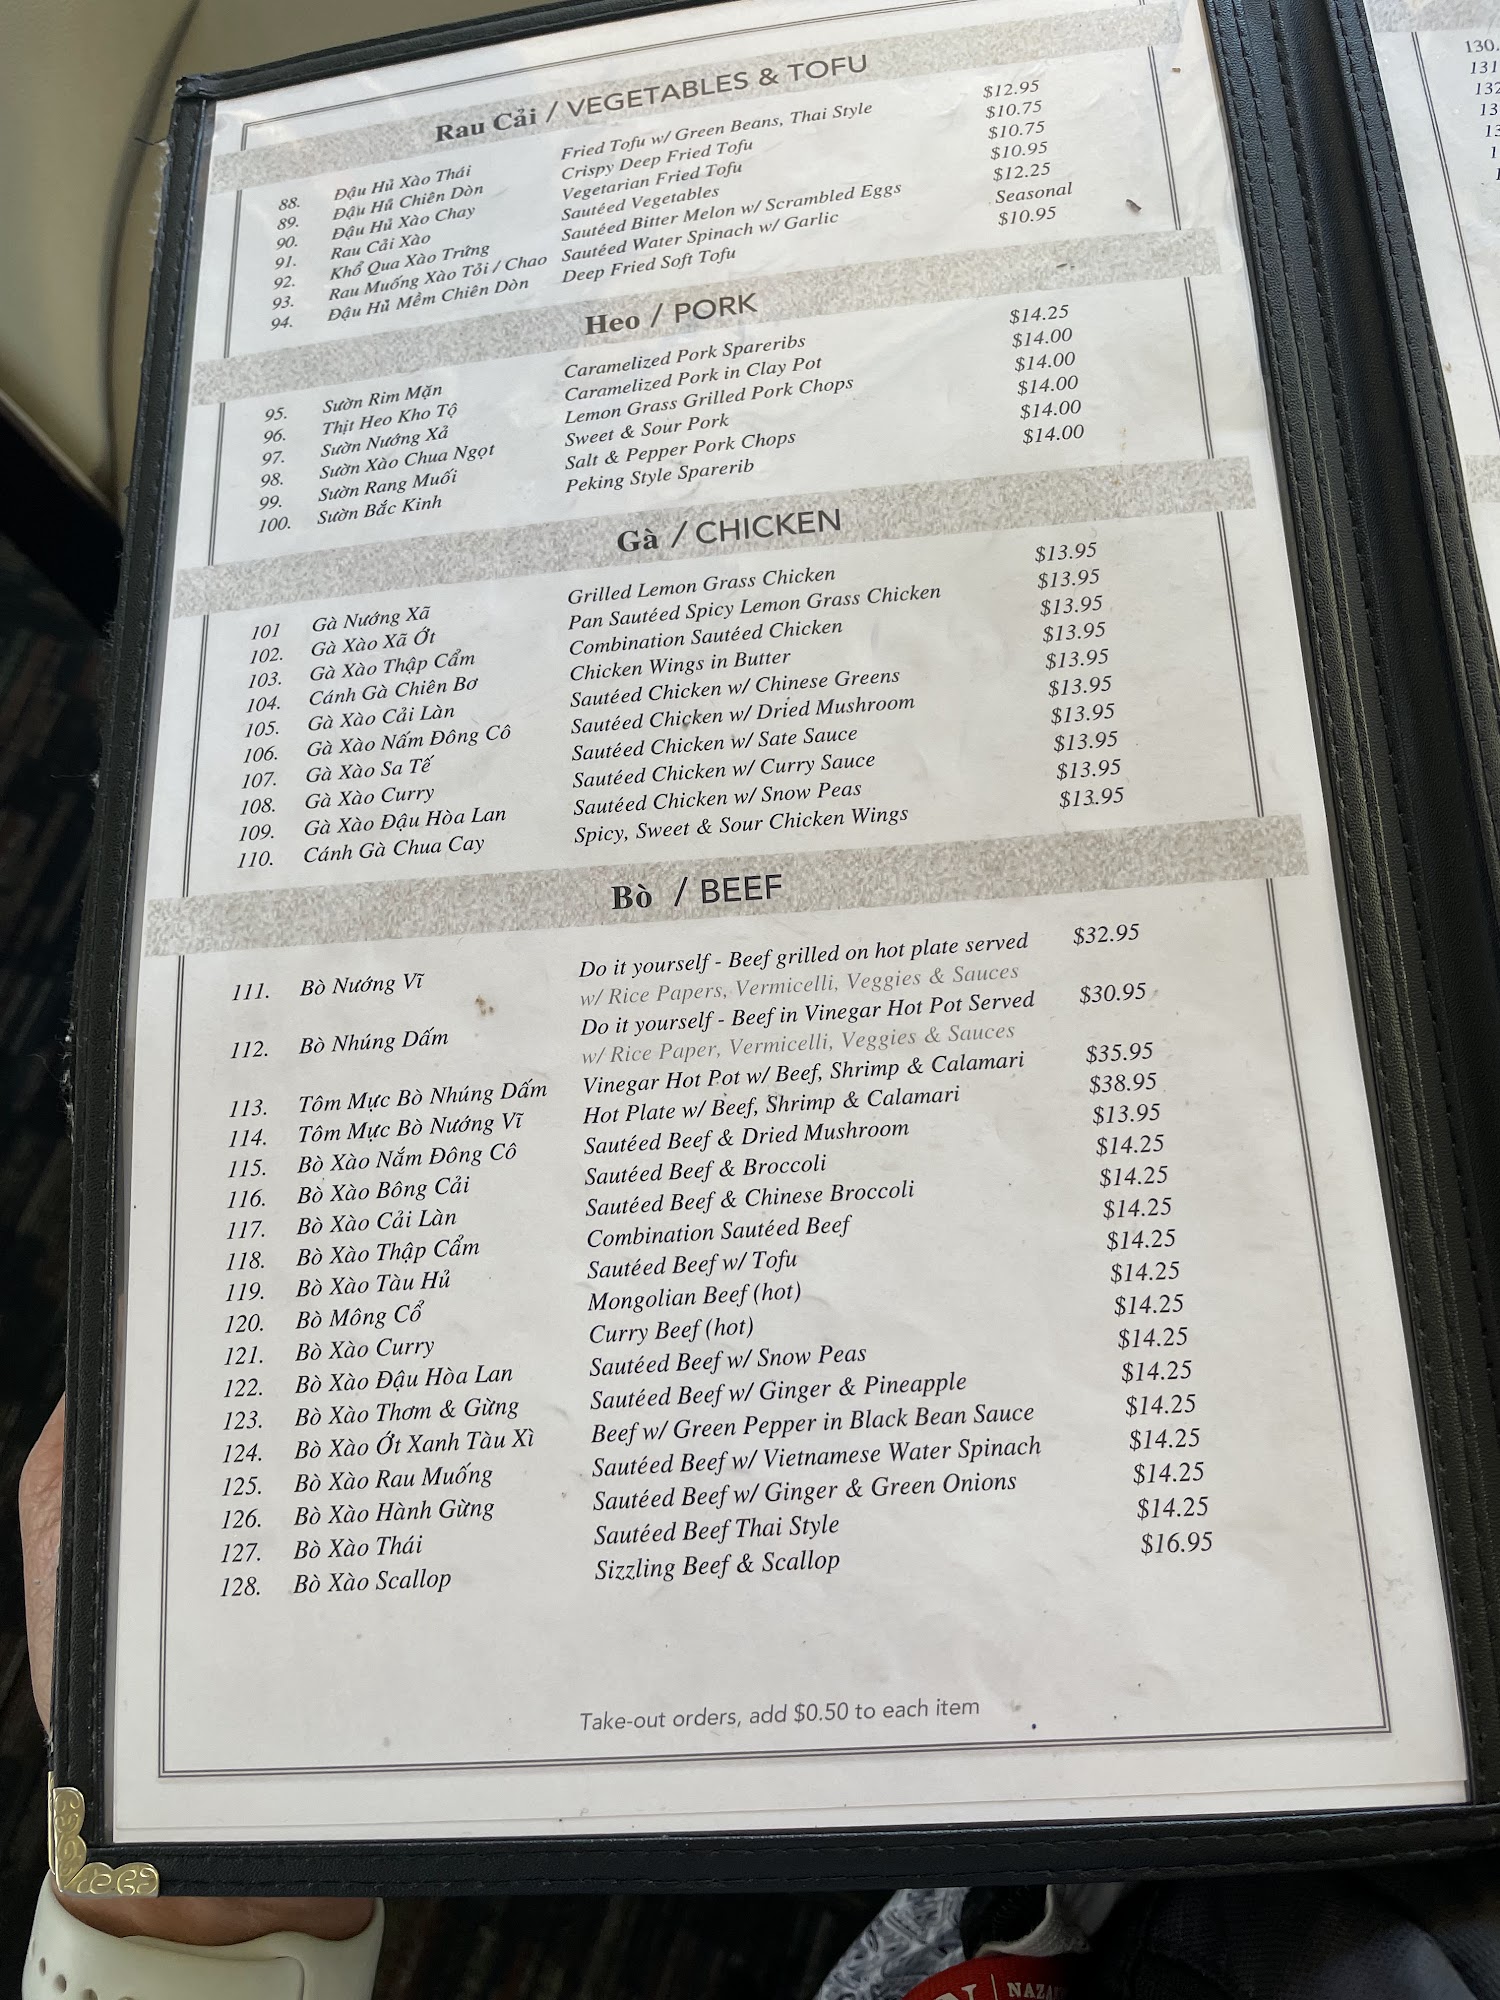 Rau Cải / VEGETABLES & TOFU
88. Đậu Hủ Xào Thái Fried Tofu w/ Green Beans, Thai Style $12.95
89. Đậu Hủ Chiên Dòn Crispy Deep Fried Tofu $10.75
90. Đậu Hủ Xào Chay Vegetarian Fried Tofu $10.75
91. Rau Cải Xào Sautéed Vegetables $10.95
92. Khổ Qua Xào Trứng Sautéed Bitter Melon w/ Scrambled Eggs $12.25
93. Rau Muống Xào Tỏi / Chao Sautéed Water Spinach w/ Garlic Seasonal
94. Đậu Hủ Mềm Chiên Dòn Deep Fried Soft Tofu $10.95
Heo / PORK
95. Sườn Rim Mặn Caramelized Pork Spareribs $14.25
96. Thịt Heo Kho Tộ Caramelized Pork in Clay Pot $14.00
97. Sườn Nướng Xả Lemon Grass Grilled Pork Chops $14.00
98. Sườn Xào Chua Ngọt Sweet & Sour Pork $14.00
99. Sườn Rang Muối Salt & Pepper Pork Chops $14.00
100. Sườn Bắc Kinh Peking Style Sparerib $14.00
Gà / CHICKEN
101 Gà Nướng Xã Grilled Lemon Grass Chicken $13.95
102. Gà Xào Xã Ớt Pan Sautéed Spicy Lemon Grass Chicken $13.95
103. Gà Xào Thập Cẩm Combination Sautéed Chicken $13.95
104. Cánh Gà Chiên Bơ Chicken Wings in Butter $13.95
105. Gà Xào Cải Làn Sautéed Chicken w/ Chinese Greens $13.95
106. Gà Xào Nấm Đông Cô Sautéed Chicken w/ Dried Mushroom $13.95
107. Gà Xào Sa Tế Sautéed Chicken w/ Sate Sauce $13.95
108. Gà Xào Curry Sautéed Chicken w/ Curry Sauce $13.95
109. Gà Xào Đậu Hòa Lan Sautéed Chicken w/ Snow Peas $13.95
110. Cánh Gà Chua Cay Spicy, Sweet & Sour Chicken Wings $13.95
Bò / BEEF
111. Bò Nướng Vĩ Do it yourself - Beef grilled on hot plate served $32.95
w/ Rice Papers, Vermicelli, Veggies & Sauces
112. Bò Nhúng Dấm Do it yourself - Beef in Vinegar Hot Pot Served $30.95
w/ Rice Paper, Vermicelli, Veggies & Sauces
113. Tôm Mực Bò Nhúng Dấm Vinegar Hot Pot w/ Beef, Shrimp & Calamari $35.95
114. Tôm Mực Bò Nướng Vĩ Hot Plate w/ Beef, Shrimp & Calamari $38.95
115. Bò Xào Nắm Đông Cô Sautéed Beef & Dried Mushroom $13.95
116. Bò Xào Bông Cải Sautéed Beef & Broccoli $14.25
117. Bò Xào Cải Làn Sautéed Beef & Chinese Broccoli $14.25
118. Bò Xào Thập Cẩm Combination Sautéed Beef $14.25
119. Bò Xào Tàu Hủ Sautéed Beef w/ Tofu $14.25
120. Bò Mông Cổ Mongolian Beef (hot) $14.25
121. Bò Xào Curry Curry Beef (hot) $14.25
122. Bò Xào Đậu Hòa Lan Sautéed Beef w/ Snow Peas $14.25
123. Bò Xào Thơm & Gừng Sautéed Beef w/ Ginger & Pineapple $14.25
124. Bò Xào Ớt Xanh Tàu Xì Beef w/ Green Pepper in Black Bean Sauce $14.25
125. Bò Xào Rau Muống Sautéed Beef w/ Vietnamese Water Spinach $14.25
126. Bò Xào Hành Gừng Sautéed Beef w/ Ginger & Green Onions $14.25
127. Bò Xào Thái Sautéed Beef Thai Style $14.25
128. Bò Xào Scallop Sizzling Beef & Scallop $16.95
Take-out orders, add $0.50 to each item
130.
131
132